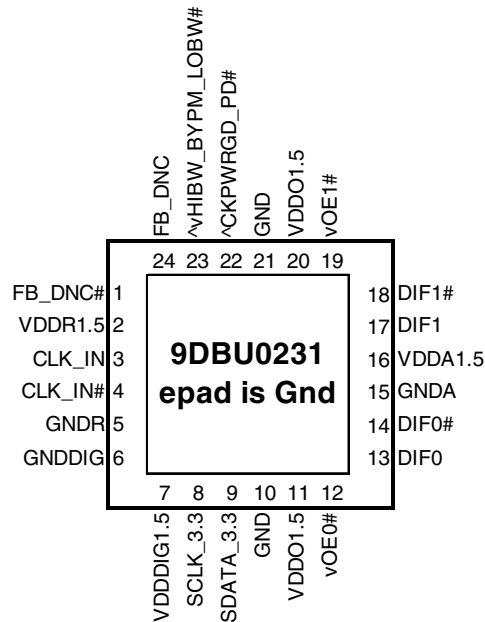 FB_DNC
^vHIBW_BYPM_LOBW#
^CKPWRGD_PD#
GND
VDDO1.5
vOE1#
24 23 22 21 20 19
FB_DNC# 1
VDDR1.5 2
CLK_IN 3
CLK_IN# 4
GNDR 5
GNDDIG 6
9DBU0231
epad is Gnd
18 DIF1#
17 DIF1
16 VDDA1.5
15 GNDA
14 DIF0#
13 DIF0
7 8 9 10 11 12
VDDDIG1.5
SCLK_3.3
SDATA_3.3
GND
VDDO1.5
vOE0#